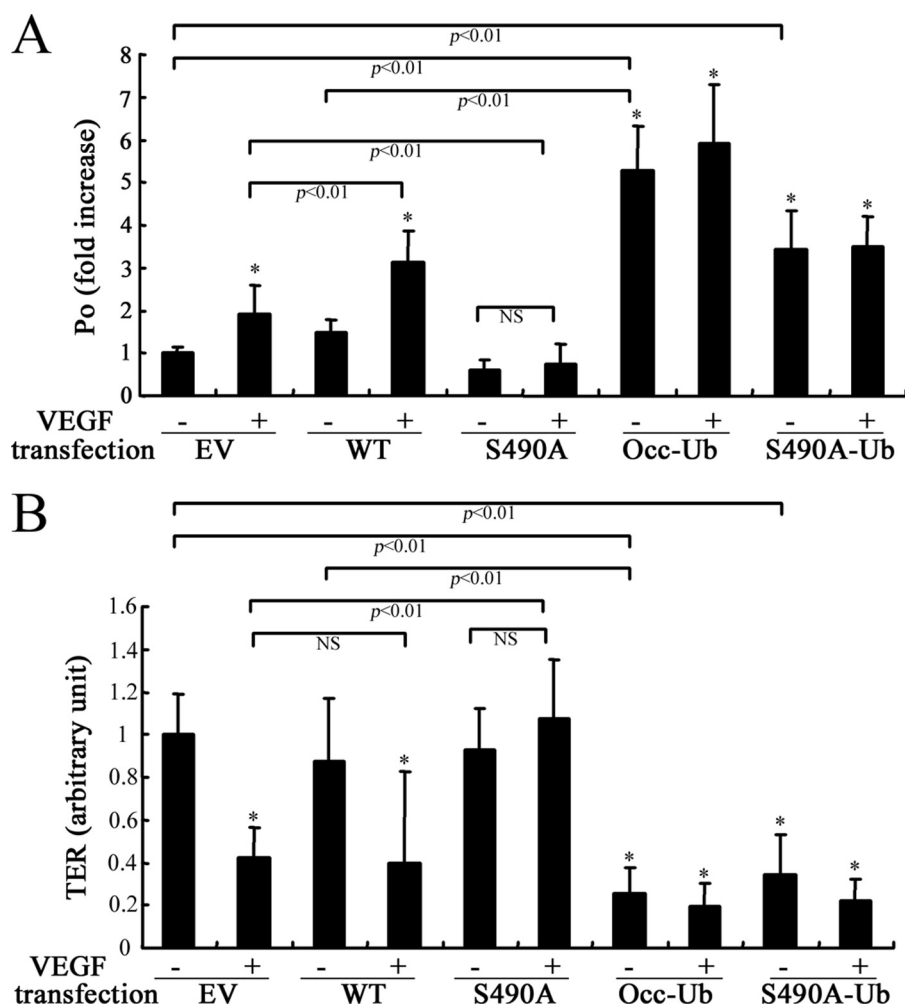 A
p<0.01
p<0.01
p<0.01
p<0.01
p<0.01
NS
Po (fold increase)
8
7
6
5
4
3
2
1
0
* * * * * *
VEGF - + - + - + - + - +
transfection EV WT S490A Occ-Ub S490A-Ub
B
p<0.01
p<0.01
p<0.01
p<0.01
NS NS
TER (arbitrary unit)
1.6
1.4
1.2
1
0.8
0.6
0.4
0.2
0
* * * * * *
VEGF - + - + - + - + - +
transfection EV WT S490A Occ-Ub S490A-Ub